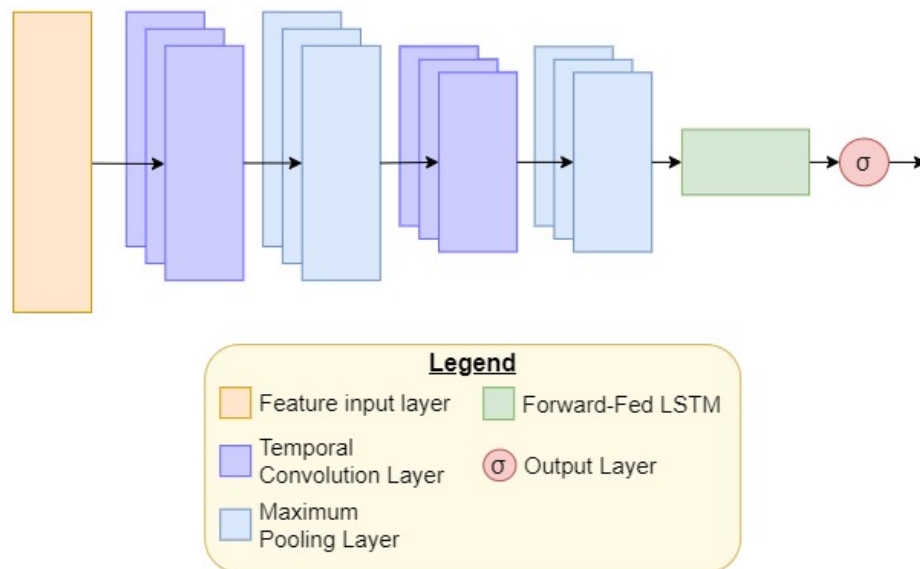 σ
Legend
Feature input layer
Forward-Fed LSTM
Temporal
Convolution Layer
σ Output Layer
Maximum
Pooling Layer